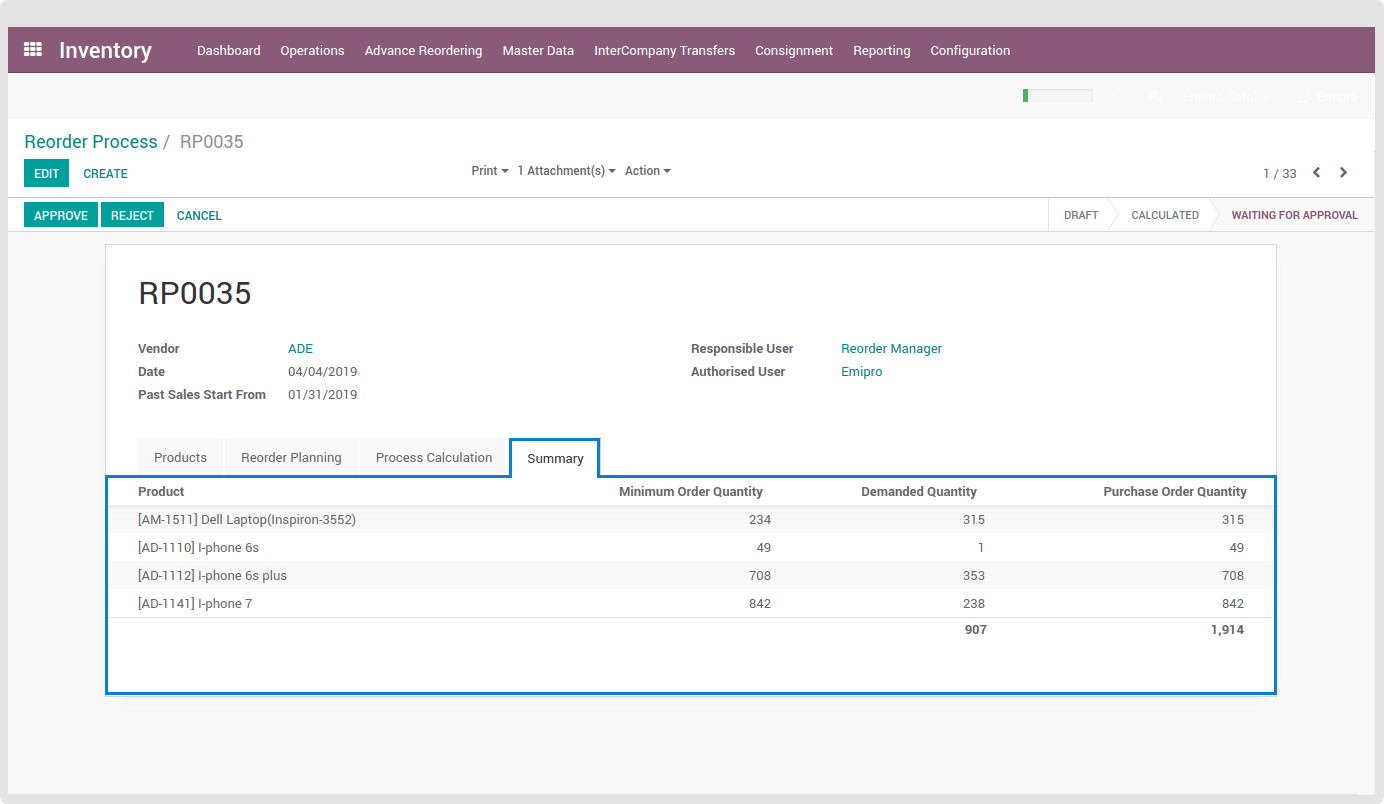 Inventory Dashboard Operations Advance Reordering Master Data InterCompany Transfers Consignment Reporting Configuration
Reorder Process / RP0035
EDIT CREATE Print 1 Attachment(s) Action 1 / 33
APPROVE REJECT CANCEL DRAFT CALCULATED WAITING FOR APPROVAL
RP0035
Vendor ADE Responsible User Reorder Manager
Date 04/04/2019 Authorised User Emipro
Past Sales Start From 01/31/2019
Products Reorder Planning Process Calculation Summary
Product Minimum Order Quantity Demanded Quantity Purchase Order Quantity
[AM-1511] Dell Laptop(Inspiron-3552) 234 315 315
[AD-1110] I-phone 6s 49 1 49
[AD-1112] I-phone 6s plus 708 353 708
[AD-1141] I-phone 7 842 238 842
907 1,914